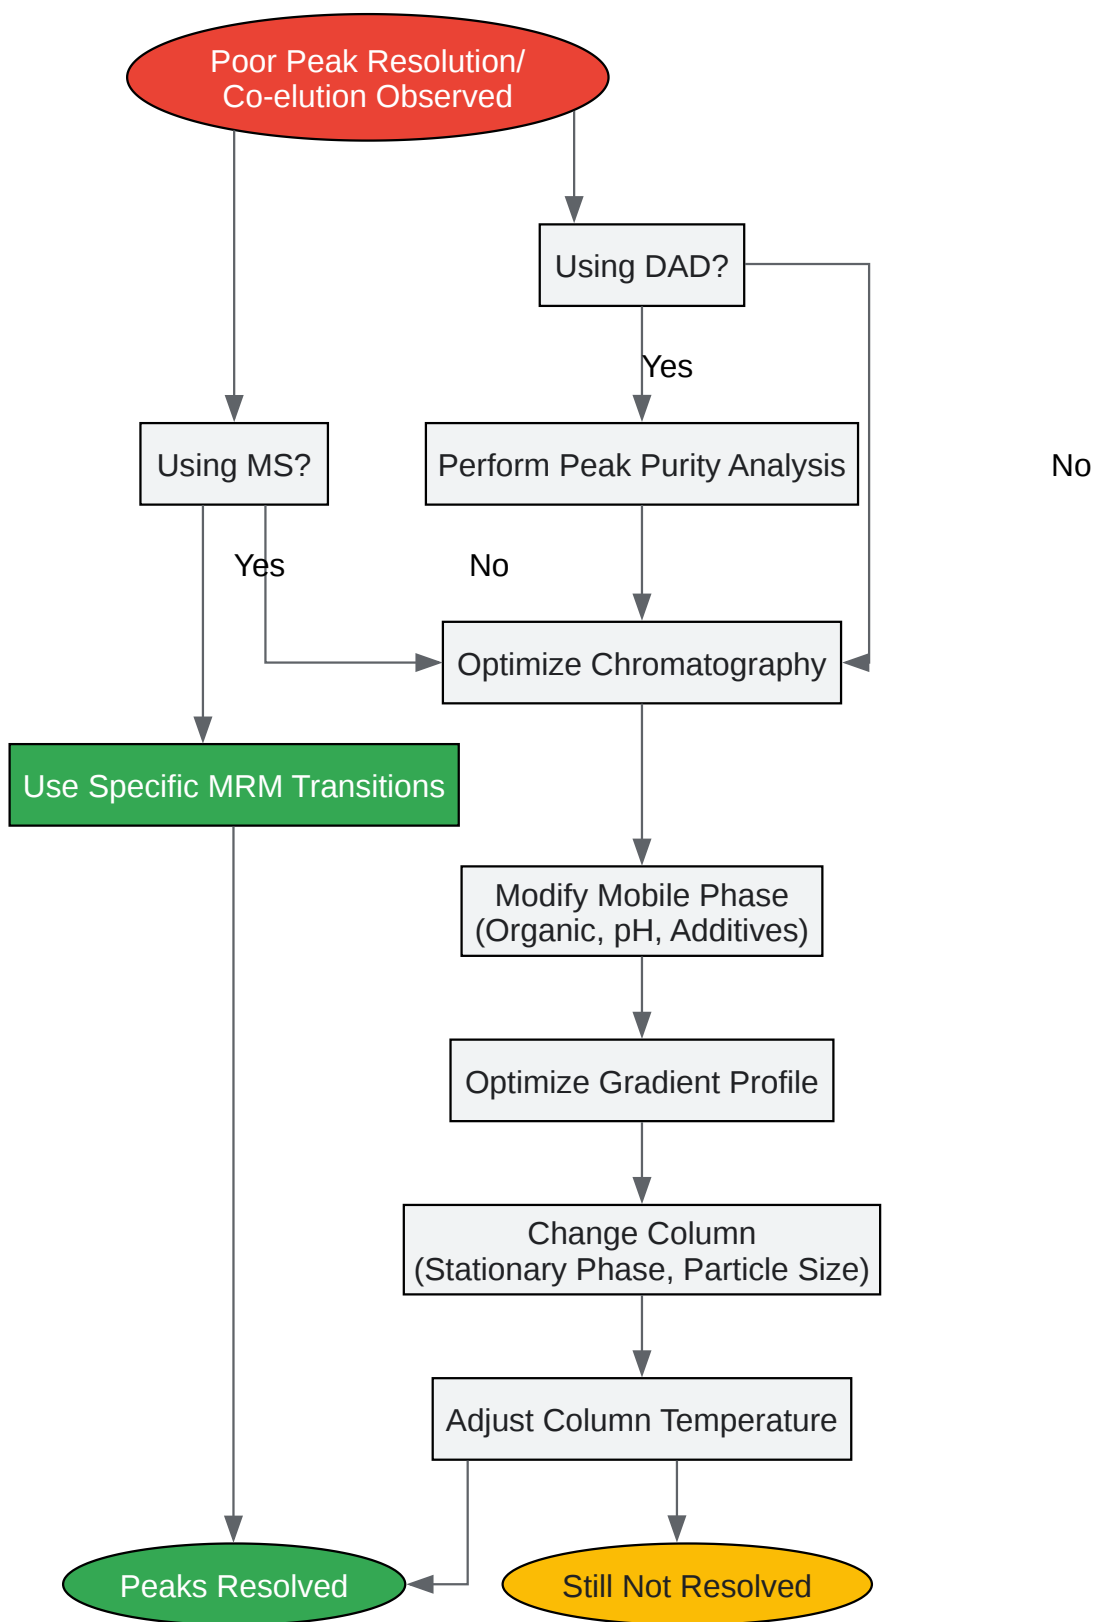 Poor Peak Resolution/
Co-elution Observed
Using DAD?
Yes
Using MS?
Perform Peak Purity Analysis
No
Yes
No
Optimize Chromatography
Use Specific MRM Transitions
Modify Mobile Phase
(Organic, pH, Additives)
Optimize Gradient Profile
Change Column
(Stationary Phase, Particle Size)
Adjust Column Temperature
Peaks Resolved
Still Not Resolved